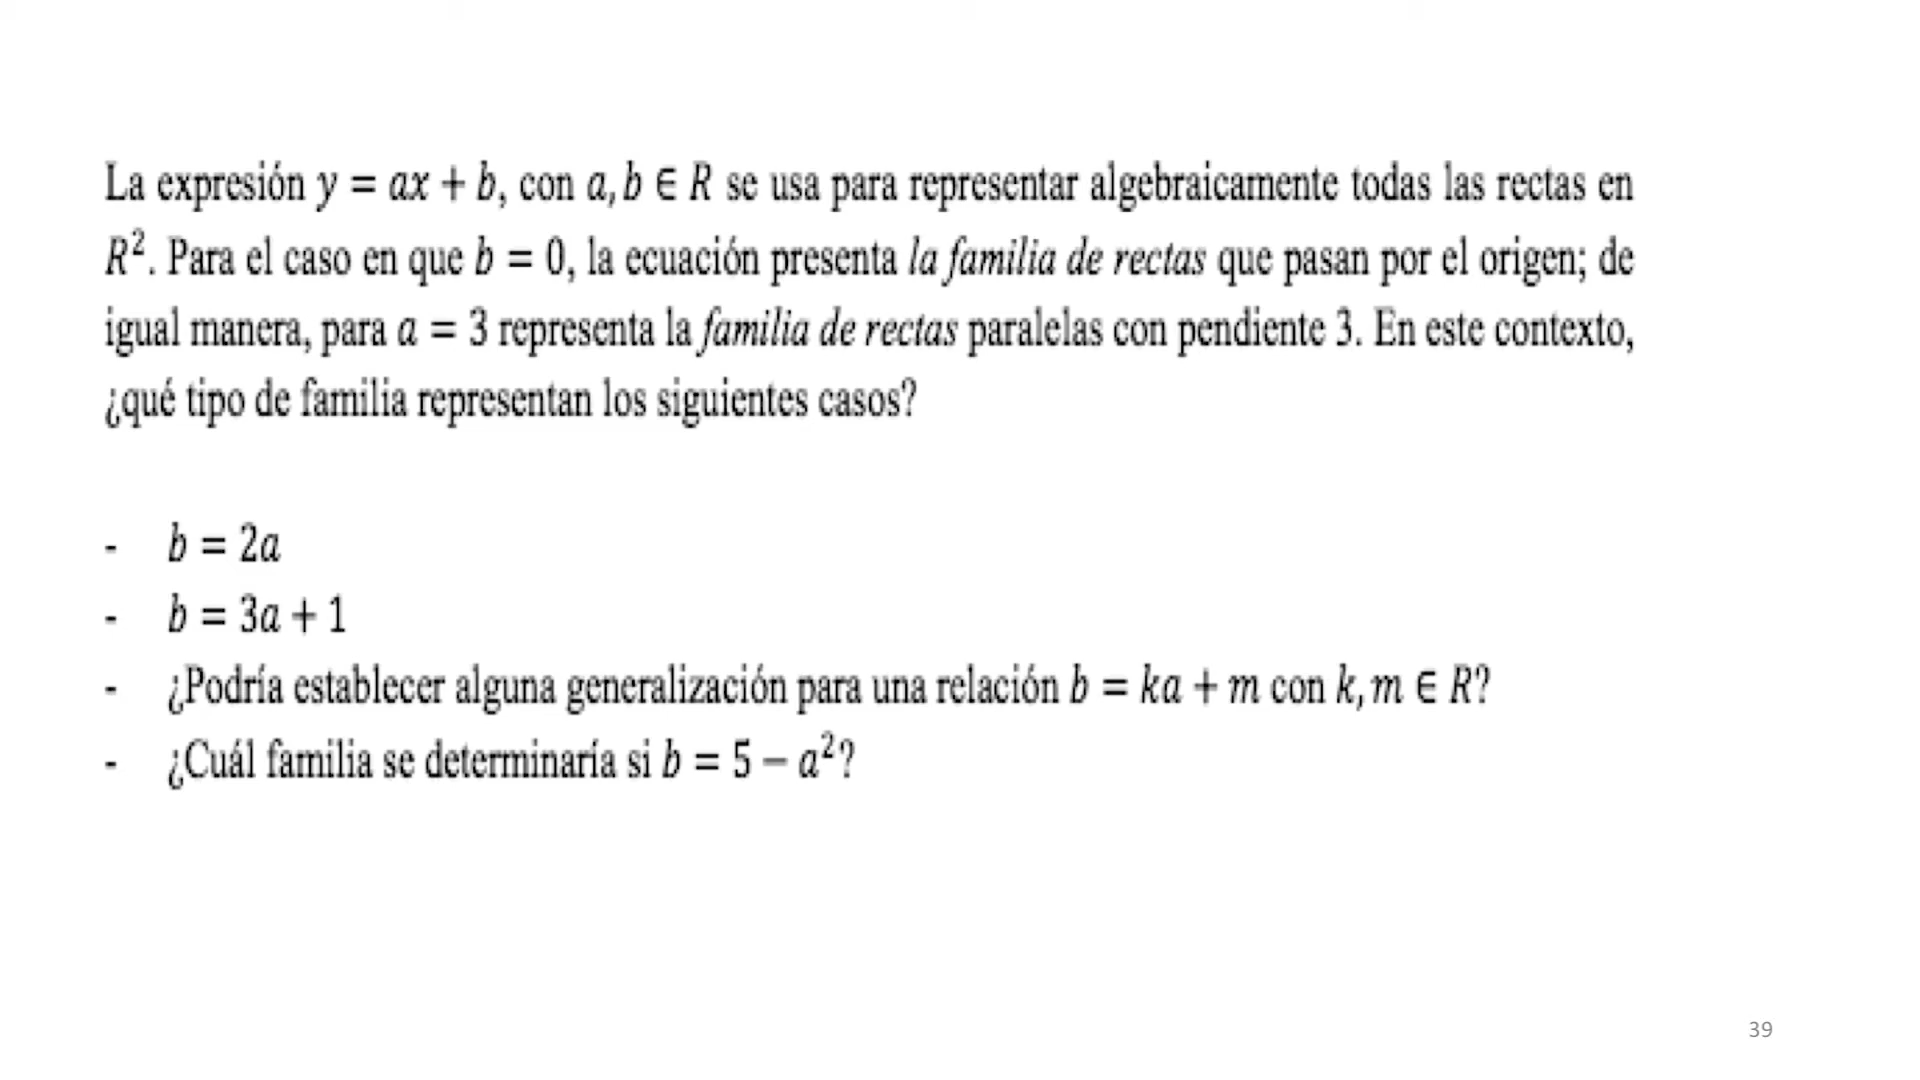 La expresión y = ax + b, con a, b ∈ R se usa para representar algebraicamente todas las rectas en
R². Para el caso en que b = 0, la ecuación presenta la familia de rectas que pasan por el origen; de
igual manera, para a = 3 representa la familia de rectas paralelas con pendiente 3. En este contexto,
¿qué tipo de familia representan los siguientes casos?
- b = 2a
- b = 3a + 1
- ¿Podría establecer alguna generalización para una relación b = ka + m con k, m ∈ R?
- ¿Cuál familia se determinaría si b = 5 − a²?
39